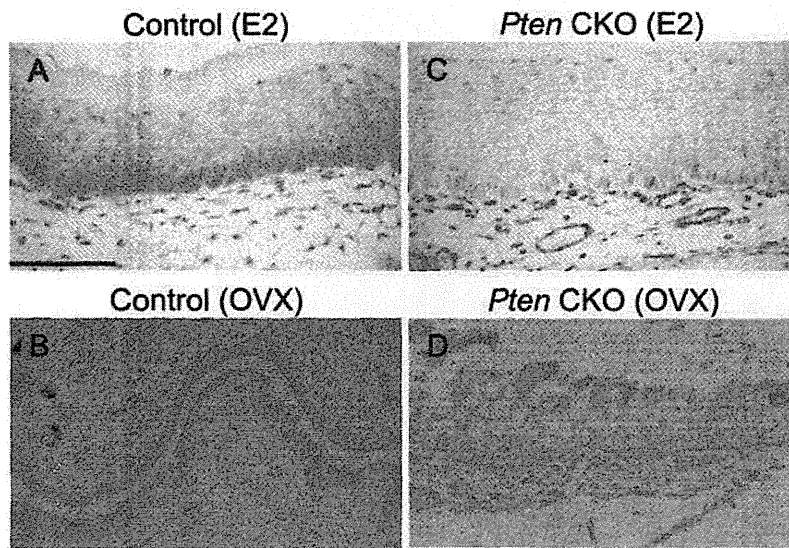 Control (E2)
Pten CKO (E2)
A
C
Control (OVX)
Pten CKO (OVX)
B
D